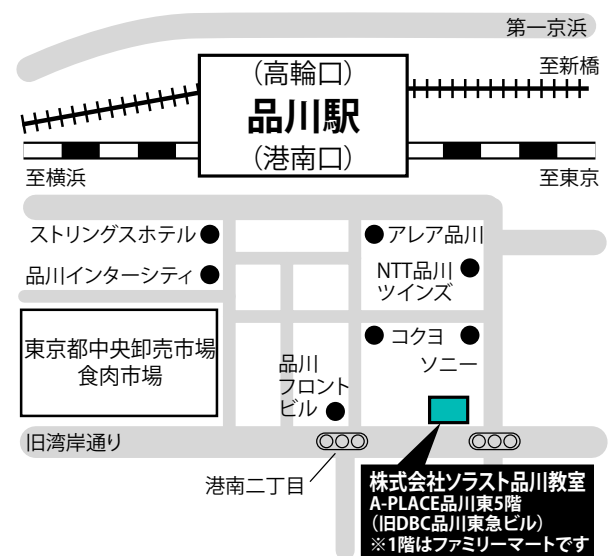 第一京浜
至新橋
（高輪口）
品川駅
（港南口）
至横浜
至東京
ストリングスホテル
アレア品川
品川インターシティ
NTT品川
ツインズ
東京都中央卸売市場
食肉市場
コクヨ
ソニー
品川
フロント
ビル
旧湾岸通り
港南二丁目
株式会社ソラスト品川教室
A-PLACE品川東5階
（旧DBC品川東急ビル）
※1階はファミリーマートです